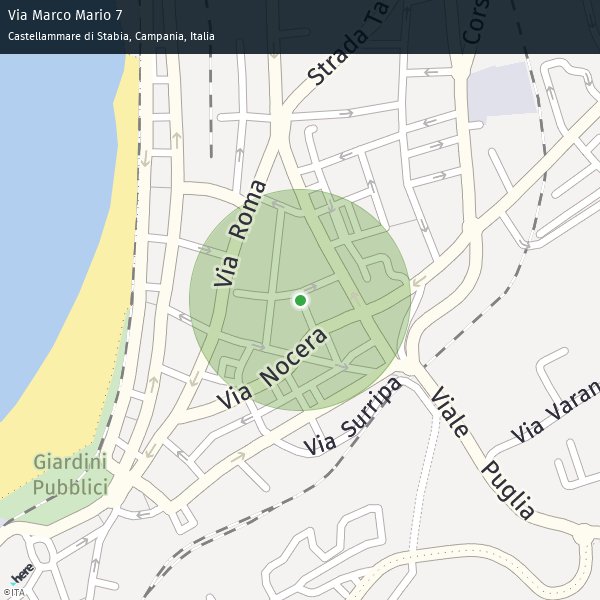 Via Marco Mario 7
Castellammare di Stabia, Campania, Italia
Strada Ta
Cors
Via Roma
Via Nocera
Via Surripa
Viale Puglia
Via Varan
Giardini
Pubblici
here
©ITA